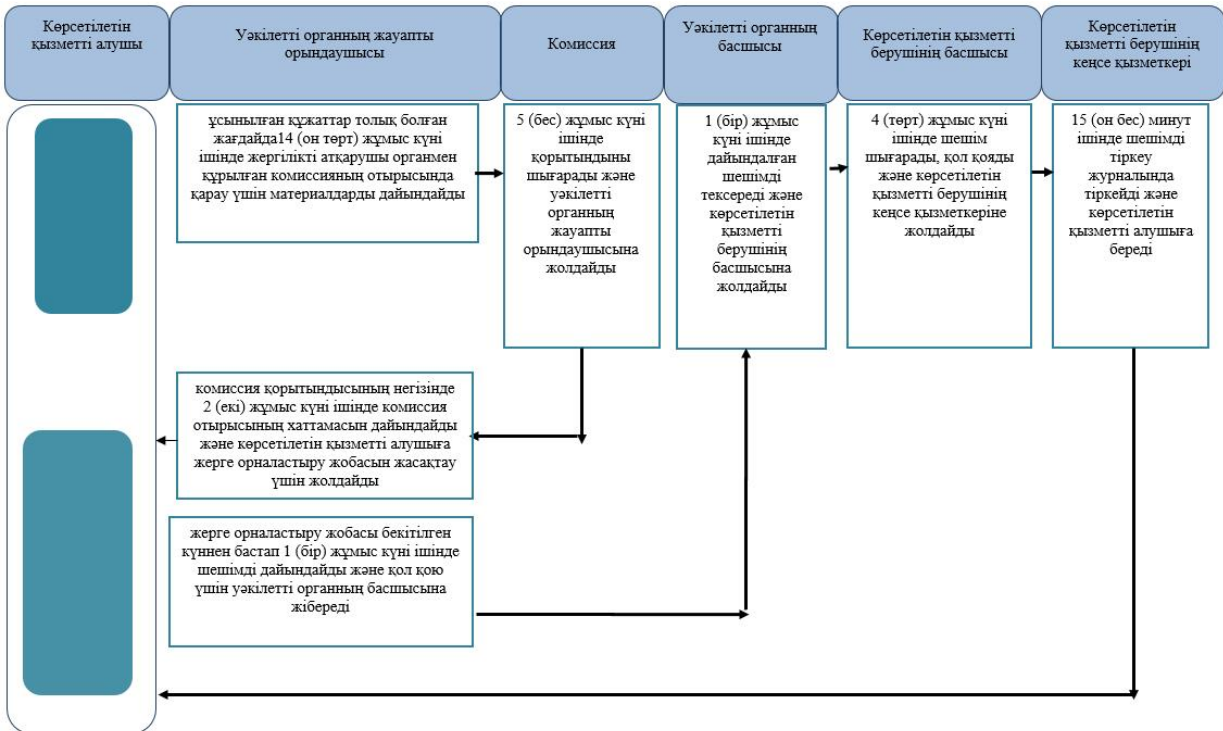 Көрсетілетін
қызметті алушы
Уәкілетті органның жауапты
орындаушысы
Комиссия
Уәкілетті органның
басшысы
Көрсетілетін қызметті
берушінің басшысы
Көрсетілетін
қызметті берушінің
кеңсе қызметкері
ұсынылған құжаттар толық болған
жағдайда14 (он төрт) жұмыс күні
ішінде жергілікті атқарушы органмен
құрылған комиссияның отырысында
қарау үшін материалдарды дайындайды
5 (бес) жұмыс күні
ішінде
қорытындыны
шығарады және
уәкілетті
органның
жауапты
орындаушысына
жолдайды
1 (бір) жұмыс
күні ішінде
дайындалған
шешімді
тексереді және
көрсетілетін
қызметті
берушінің
басшысына
жолдайды
4 (төрт) жұмыс күні
ішінде шешім
шығарады, қол қояды
және көрсетілетін
қызметті берушінің
кеңсе қызметкеріне
жолдайды
15 (он бес) минут
ішінде шешімді
тіркеу
журналында
тіркейді және
көрсетілетін
қызметті алушыға
береді
комиссия қорытындысының негізінде
2 (екі) жұмыс күні ішінде комиссия
отырысының хаттамасын дайындайды
және көрсетілетін қызметті алушыға
жерге орналастыру жобасын жасақтау
үшін жолдайды
жерге орналастыру жобасы бекітілген
күннен бастап 1 (бір) жұмыс күні ішінде
шешімді дайындайды және қол қою
үшін уәкілетті органның басшысына
жібереді